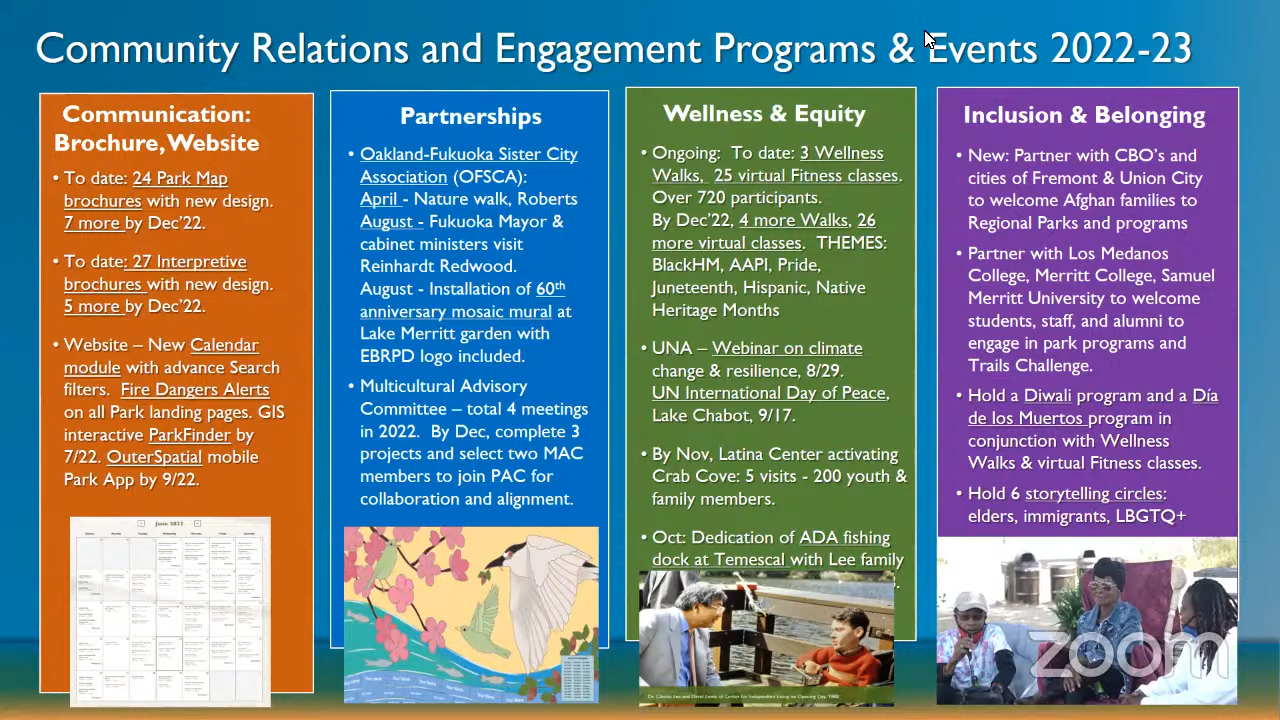 Community Relations and Engagement Programs & Events 2022-23
Communication:
Brochure, Website
• To date: 24 Park Map
brochures with new design.
7 more by Dec’22.
• To date: 27 Interpretive
brochures with new design.
5 more by Dec’22.
• Website – New Calendar
module with advance Search
filters.  Fire Dangers Alerts
on all Park landing pages. GIS
interactive ParkFinder by
7/22. OuterSpatial mobile
Park App by 9/22.
June 2022
Partnerships
• Oakland-Fukuoka Sister City
Association (OFSCA):
April - Nature walk, Roberts
August - Fukuoka Mayor &
cabinet ministers visit
Reinhardt Redwood.
August - Installation of 60th
anniversary mosaic mural at
Lake Merritt garden with
EBRPD logo included.
• Multicultural Advisory
Committee – total 4 meetings
in 2022.  By Dec, complete 3
projects and select two MAC
members to join PAC for
collaboration and alignment.
Wellness & Equity
• Ongoing:  To date: 3 Wellness
Walks,  25 virtual Fitness classes.
Over 720 participants.
By Dec’22, 4 more Walks, 26
more virtual classes.  THEMES:
BlackHM, AAPI, Pride,
Juneteenth, Hispanic, Native
Heritage Months
• UNA – Webinar on climate
change & resilience, 8/29.
UN International Day of Peace,
Lake Chabot, 9/17.
• By Nov, Latina Center activating
Crab Cove: 5 visits - 200 youth &
family members.
• Oct: Dedication of ADA fishing
dock at Temescal with Lee family
Inclusion & Belonging
• New: Partner with CBO’s and
cities of Fremont & Union City
to welcome Afghan families to
Regional Parks and programs
• Partner with Los Medanos
College, Merritt College, Samuel
Merritt University to welcome
students, staff, and alumni to
engage in park programs and
Trails Challenge.
• Hold a Diwali program and a Día
de los Muertos program in
conjunction with Wellness
Walks & virtual Fitness classes.
• Hold 6 storytelling circles:
elders, immigrants, LBGTQ+
zoom